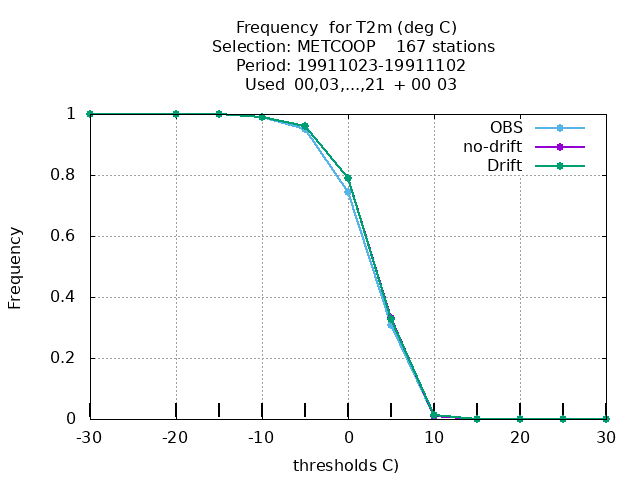 Frequency  for T2m (deg C)
Selection: METCOOP    167 stations
Period: 19911023-19911102
Used  00,03,...,21  + 00 03
OBS
no-drift
Drift
Frequency
1
0.8
0.6
0.4
0.2
0
-30 -20 -10 0 10 20 30
thresholds C)